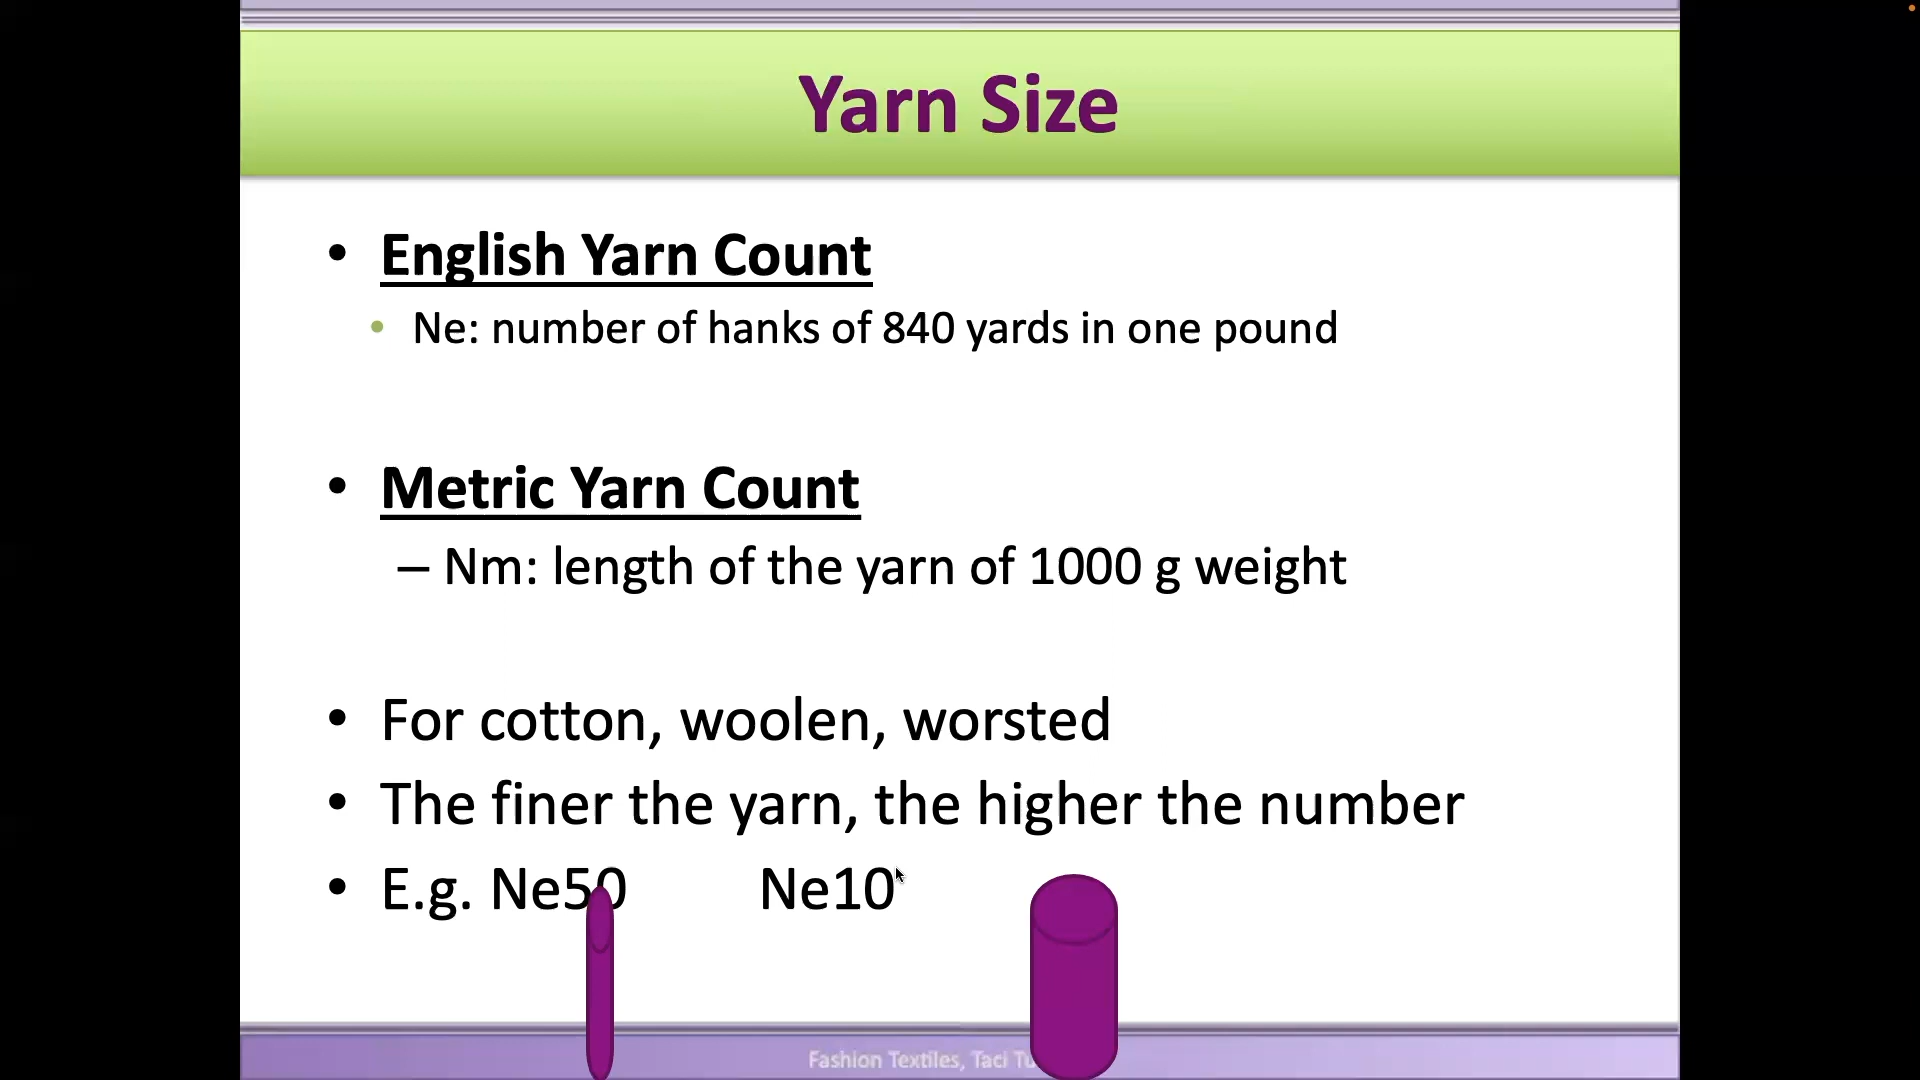 Yarn Size
• English Yarn Count
• Ne: number of hanks of 840 yards in one pound
• Metric Yarn Count
– Nm: length of the yarn of 1000 g weight
• For cotton, woolen, worsted
• The finer the yarn, the higher the number
• E.g. Ne50 Ne10
Fashion Textiles, Taci